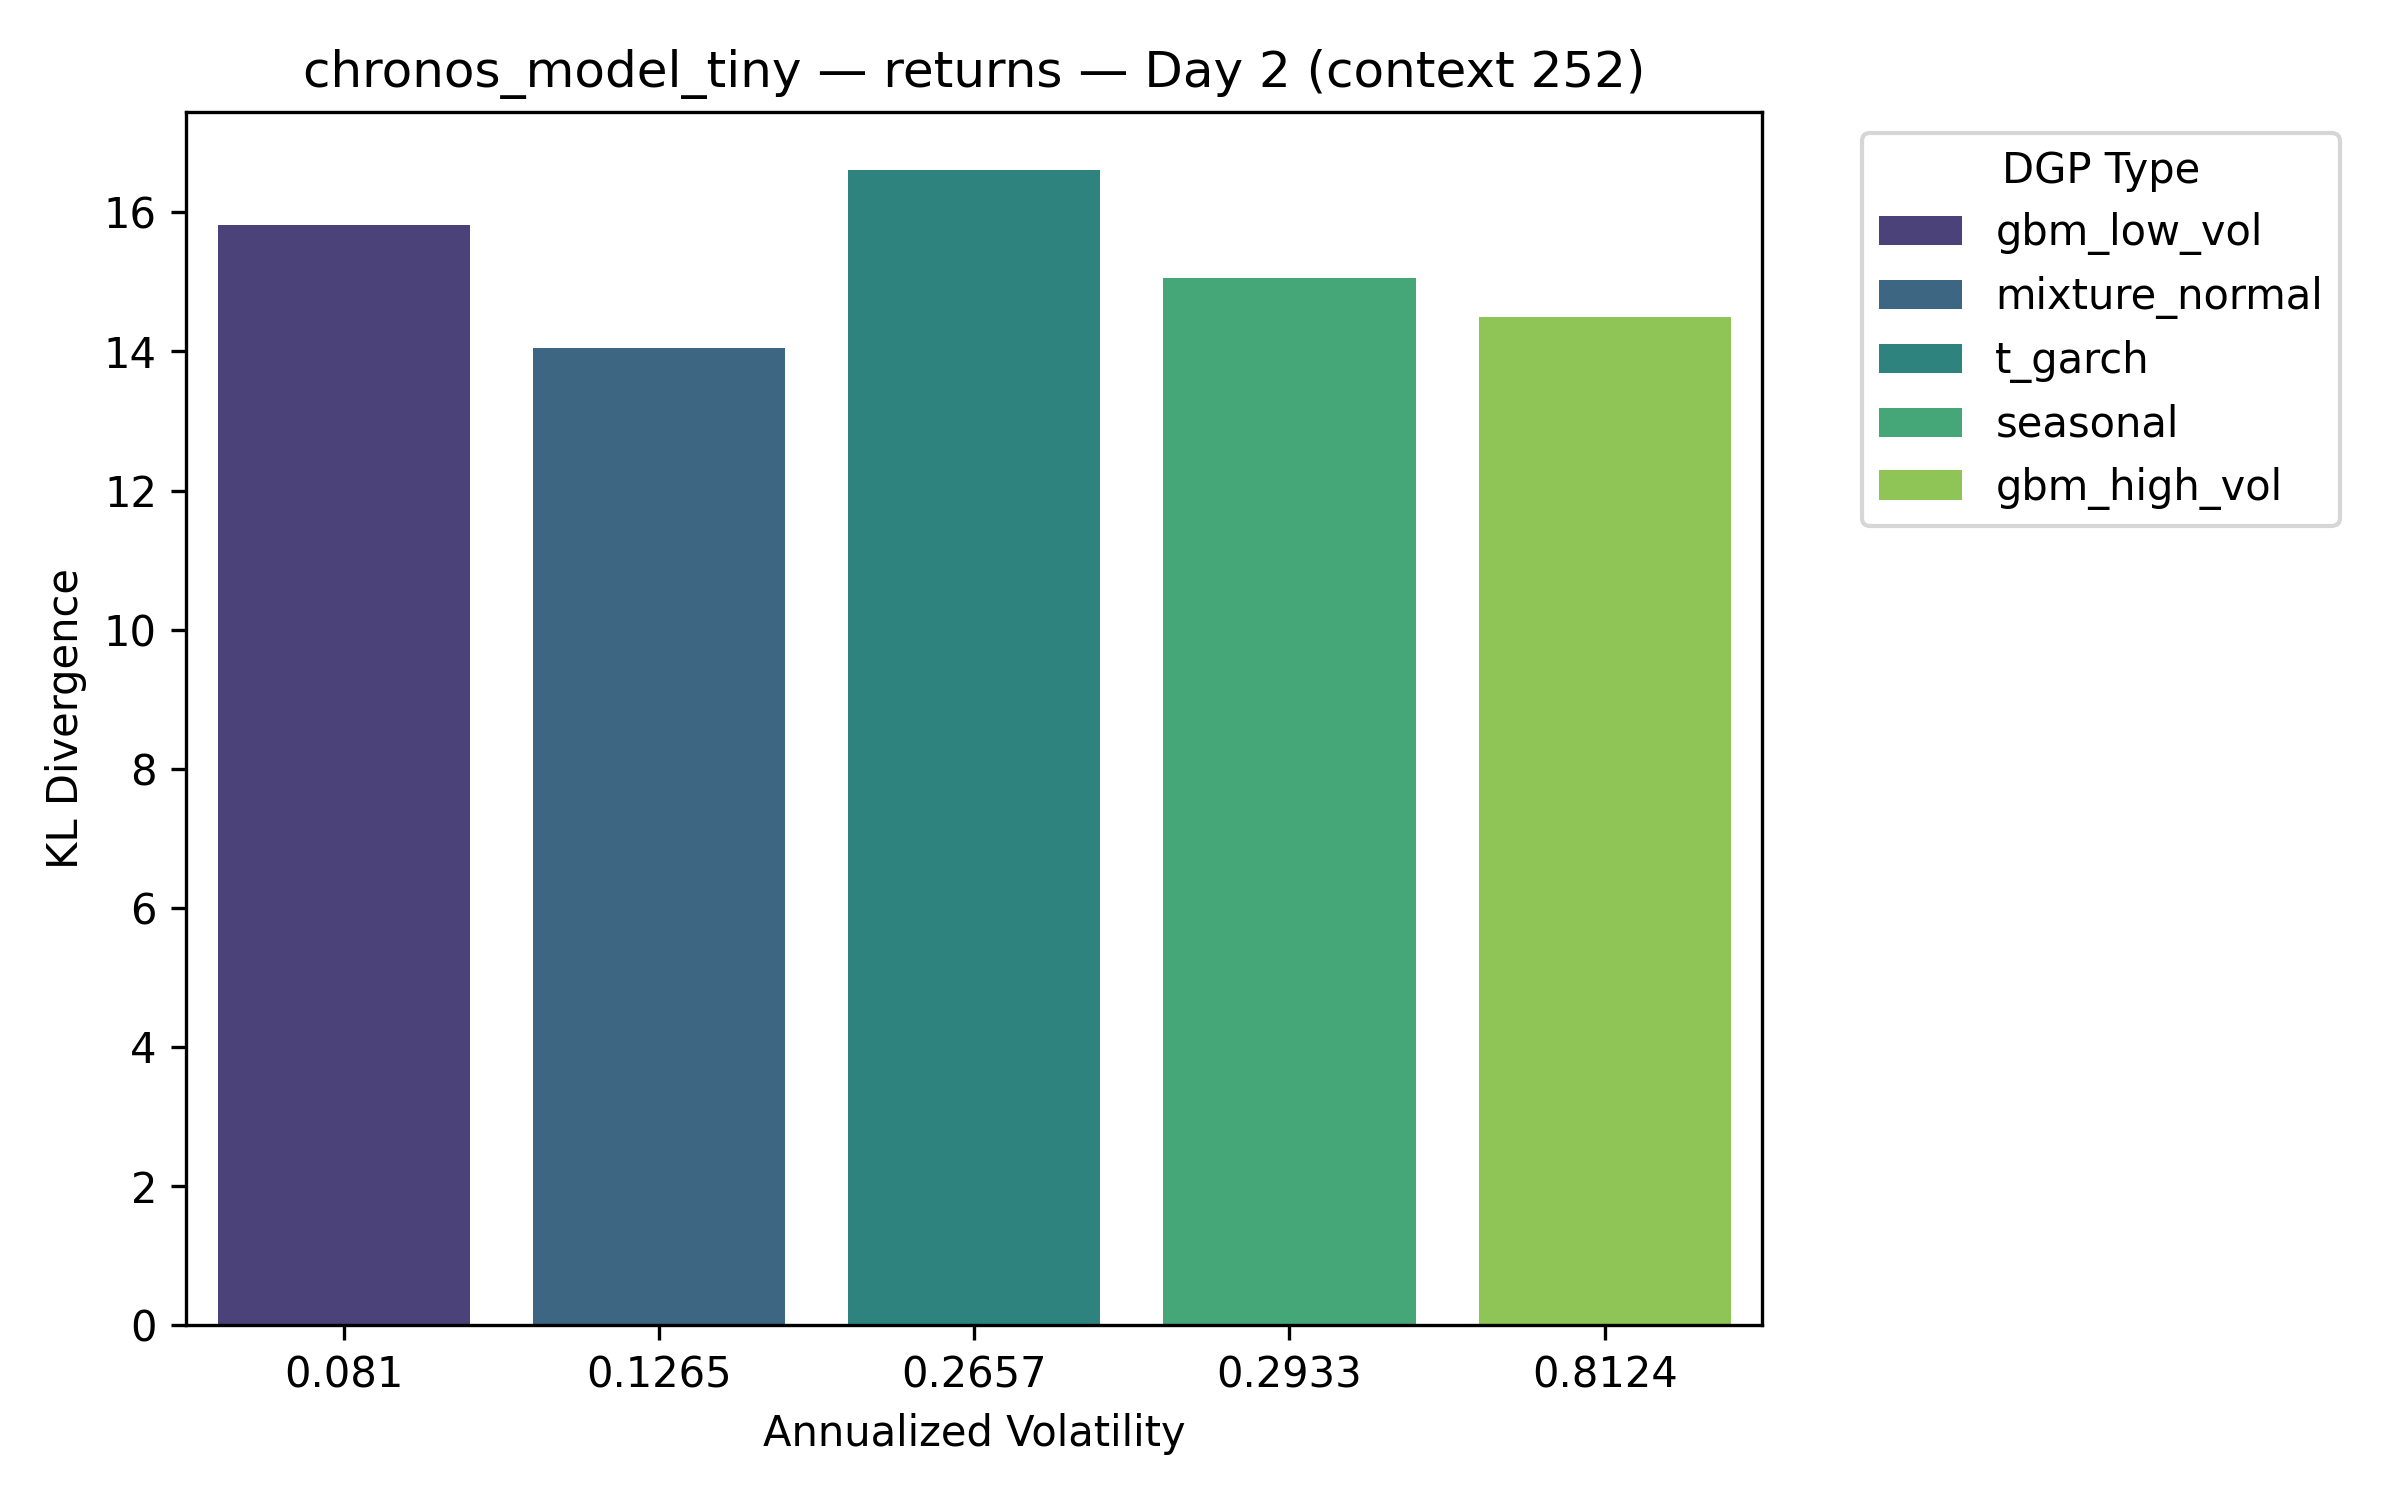 chronos_model_tiny — returns — Day 2 (context 252)
KL Divergence
16
14
12
10
8
6
4
2
0
0.081 0.1265 0.2657 0.2933 0.8124
Annualized Volatility
DGP Type
gbm_low_vol
mixture_normal
t_garch
seasonal
gbm_high_vol